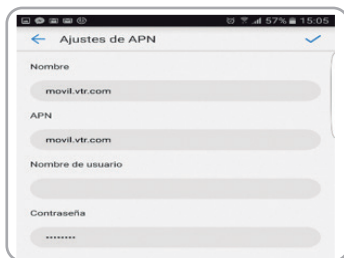 57% 15:05
Ajustes de APN
Nombre
movil.vtr.com
APN
movil.vtr.com
Nombre de usuario
Contraseña
········